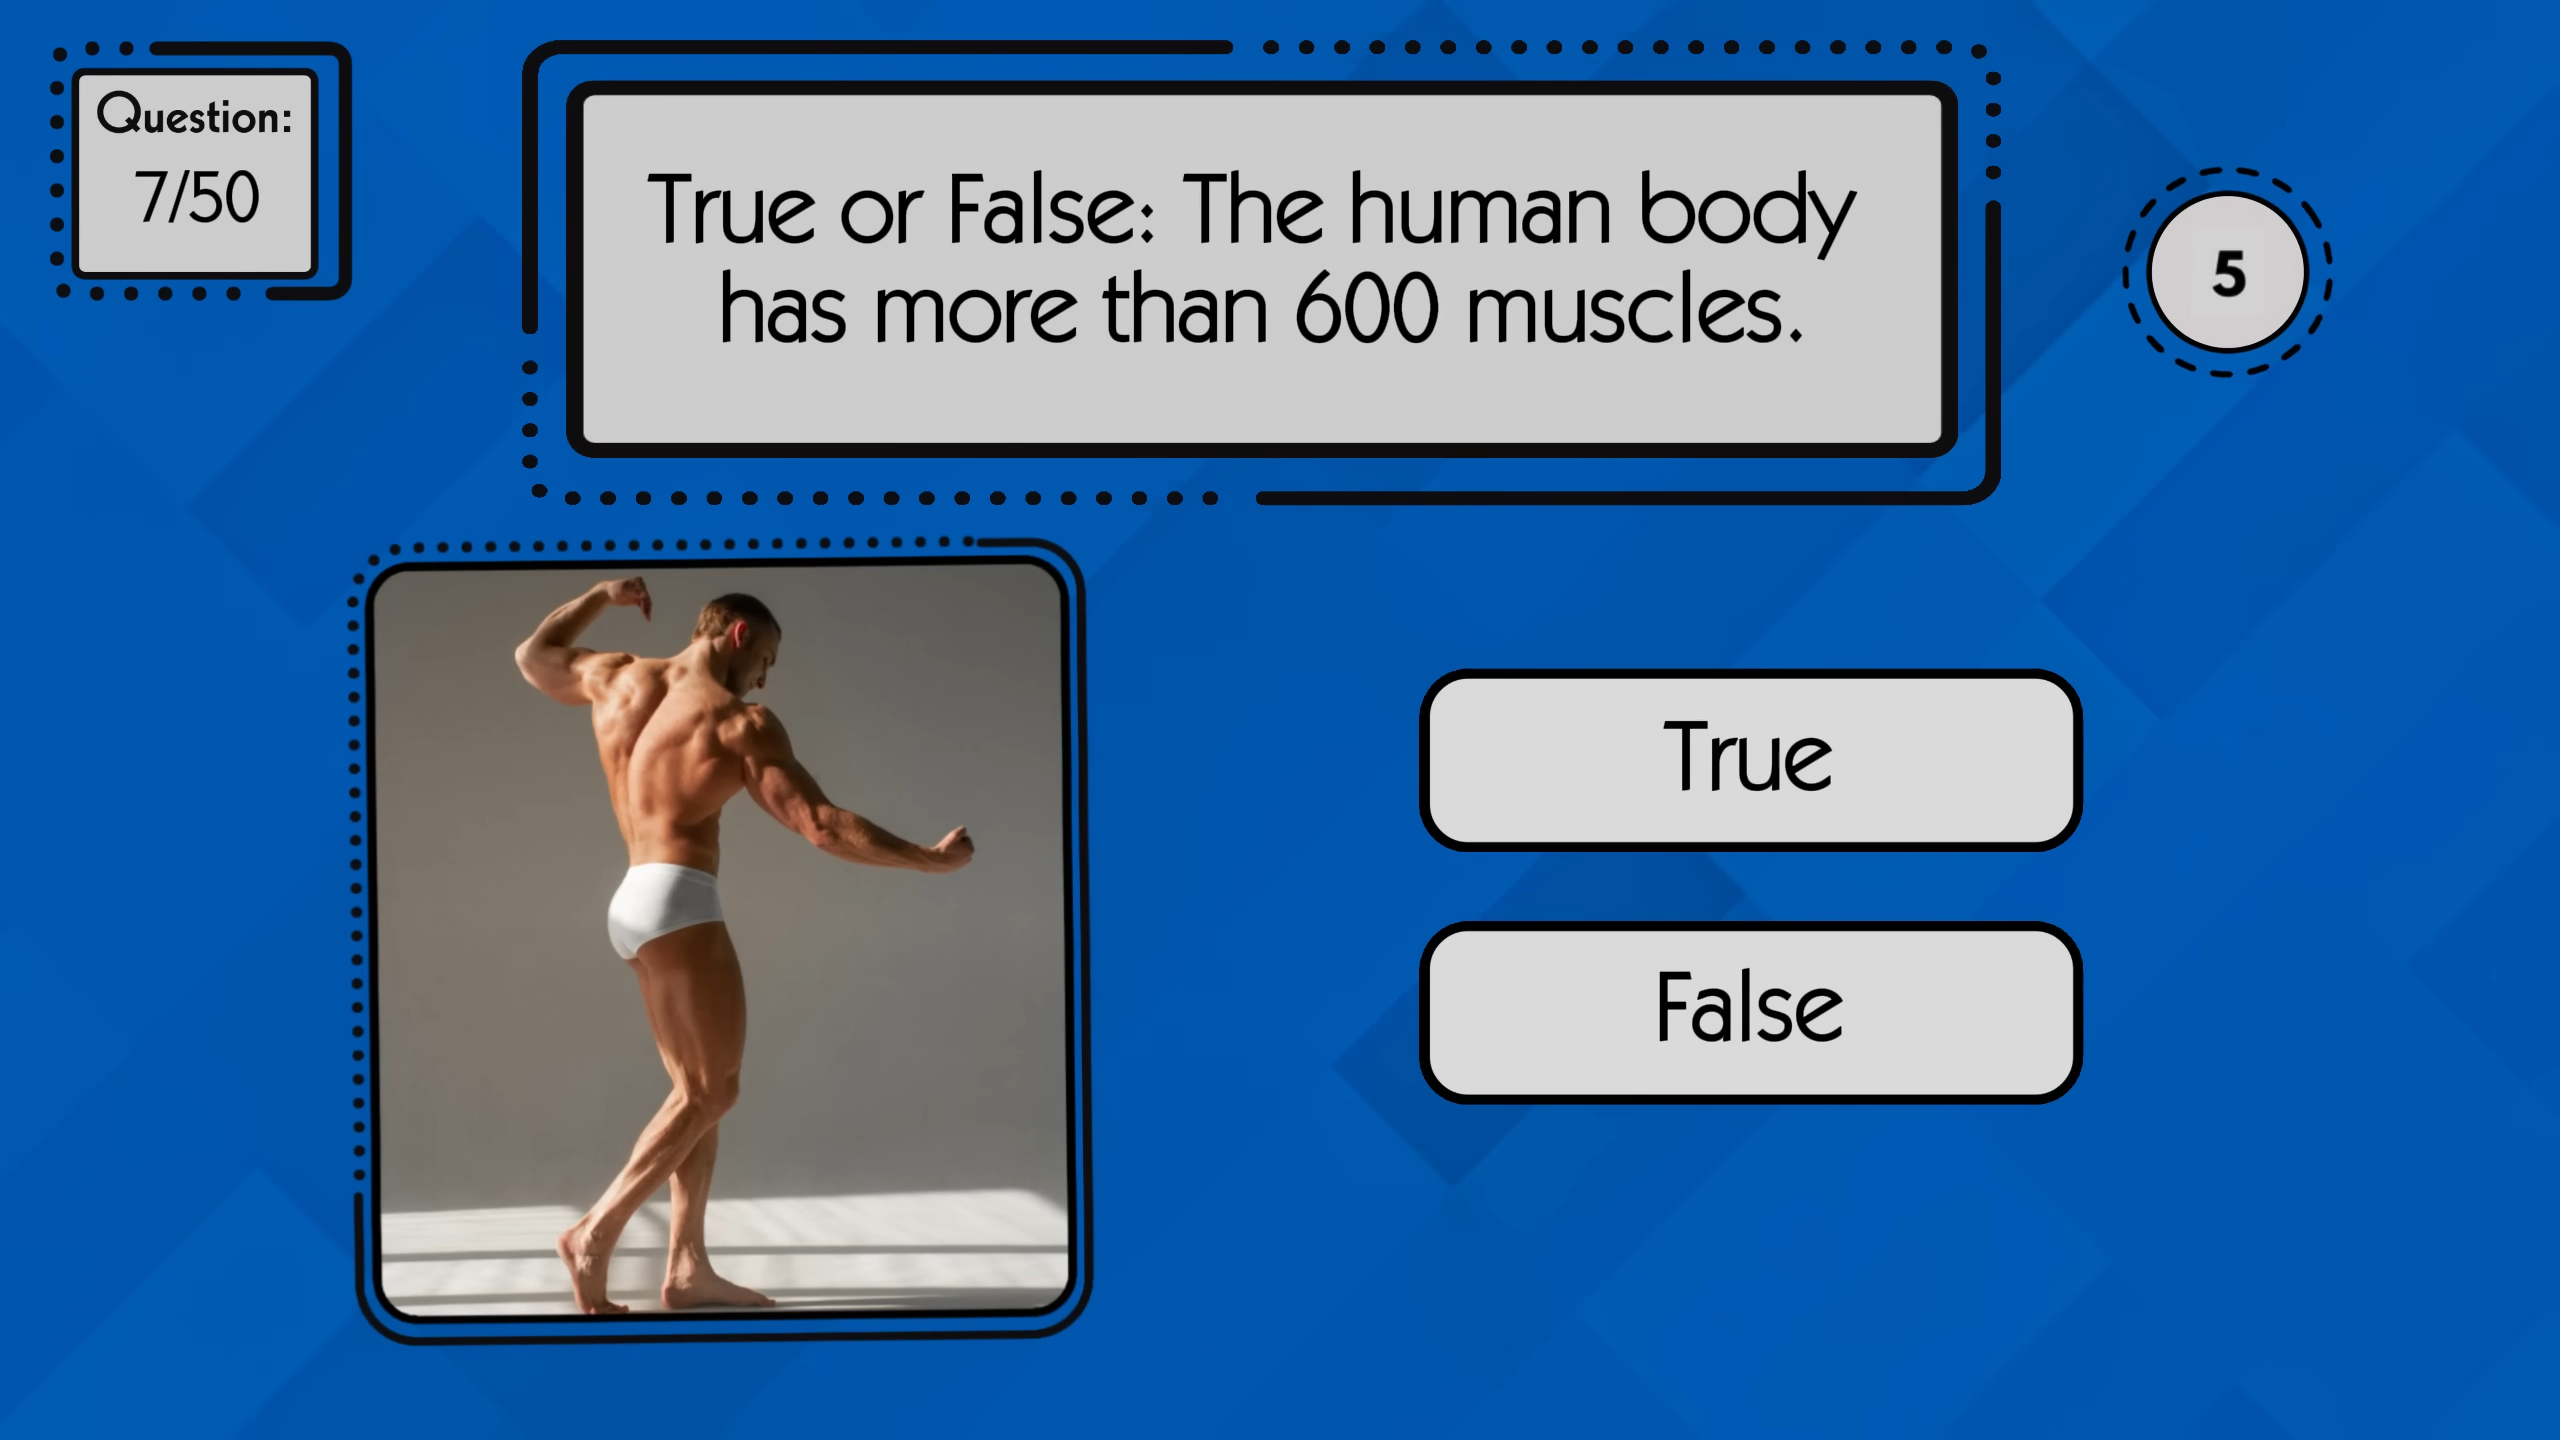 Question:
7/50
True or False: The human body
has more than 600 muscles.
5
True
False